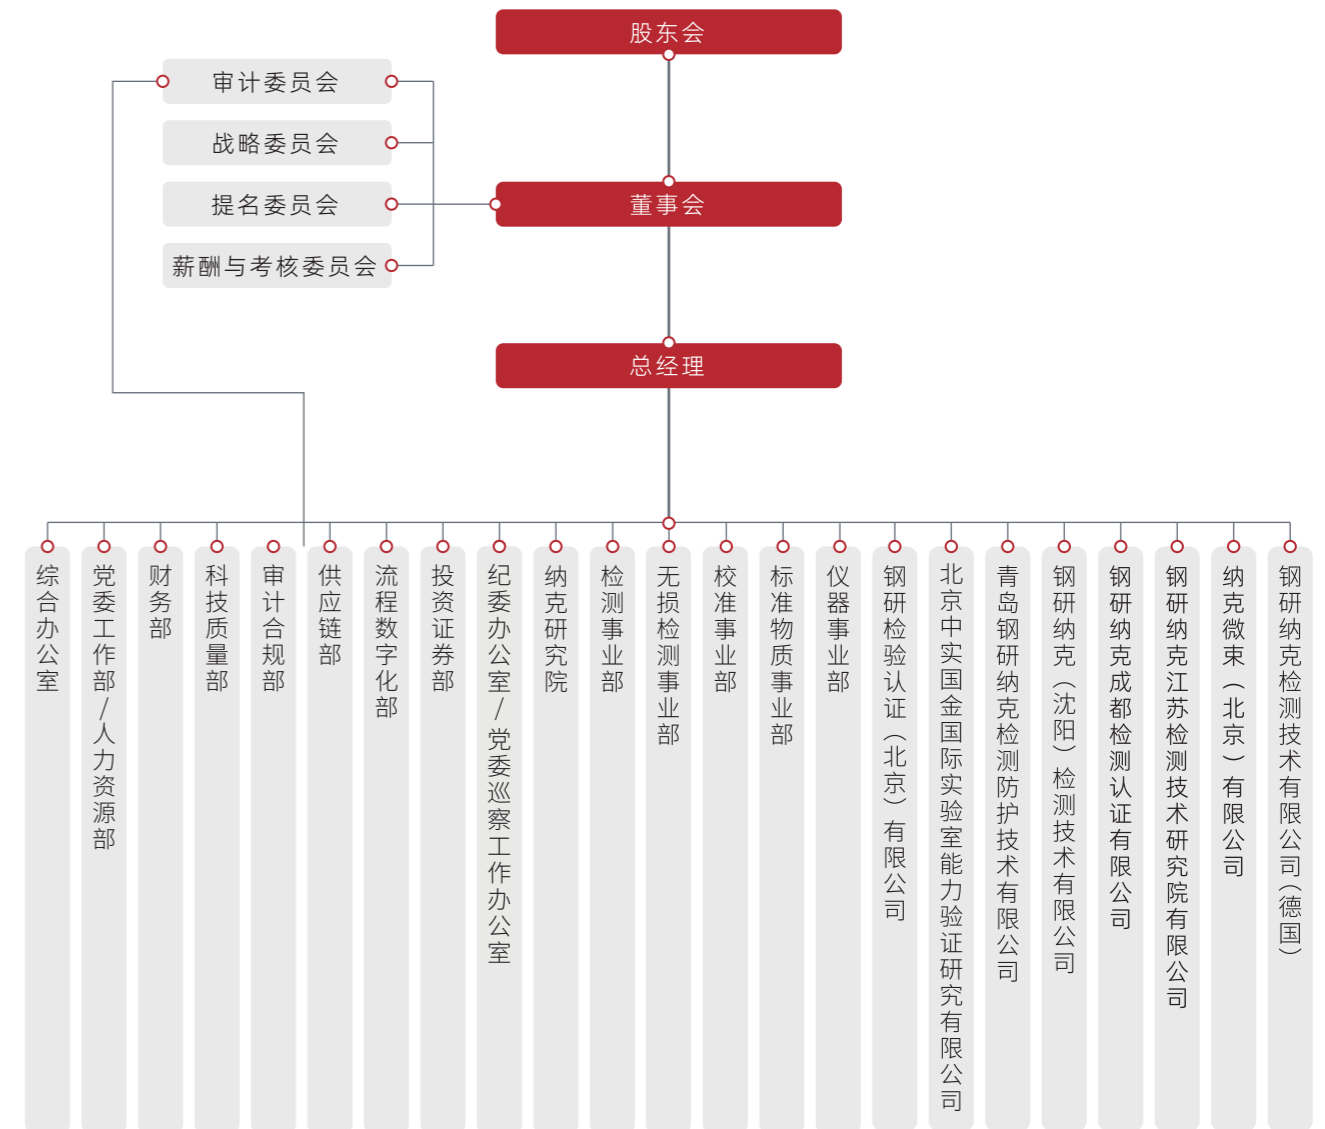 股东会
审计委员会
战略委员会
提名委员会
董事会
薪酬与考核委员会
总经理
综合办公室
党委工作部/人力资源部
财务部
科技质量部
审计合规部
供应链部
流程数字化部
投资证券部
纪委办公室/党委巡察工作办公室
纳克研究院
检测事业部
无损检测事业部
校准事业部
标准物质事业部
仪器事业部
钢研检验认证（北京）有限公司
北京中实国金国际实验室能力验证研究有限公司
青岛钢研纳克检测防护技术有限公司
钢研纳克（沈阳）检测技术有限公司
钢研纳克成都检测认证有限公司
钢研纳克江苏检测技术研究院有限公司
纳克微束（北京）有限公司
钢研纳克检测技术有限公司（德国）